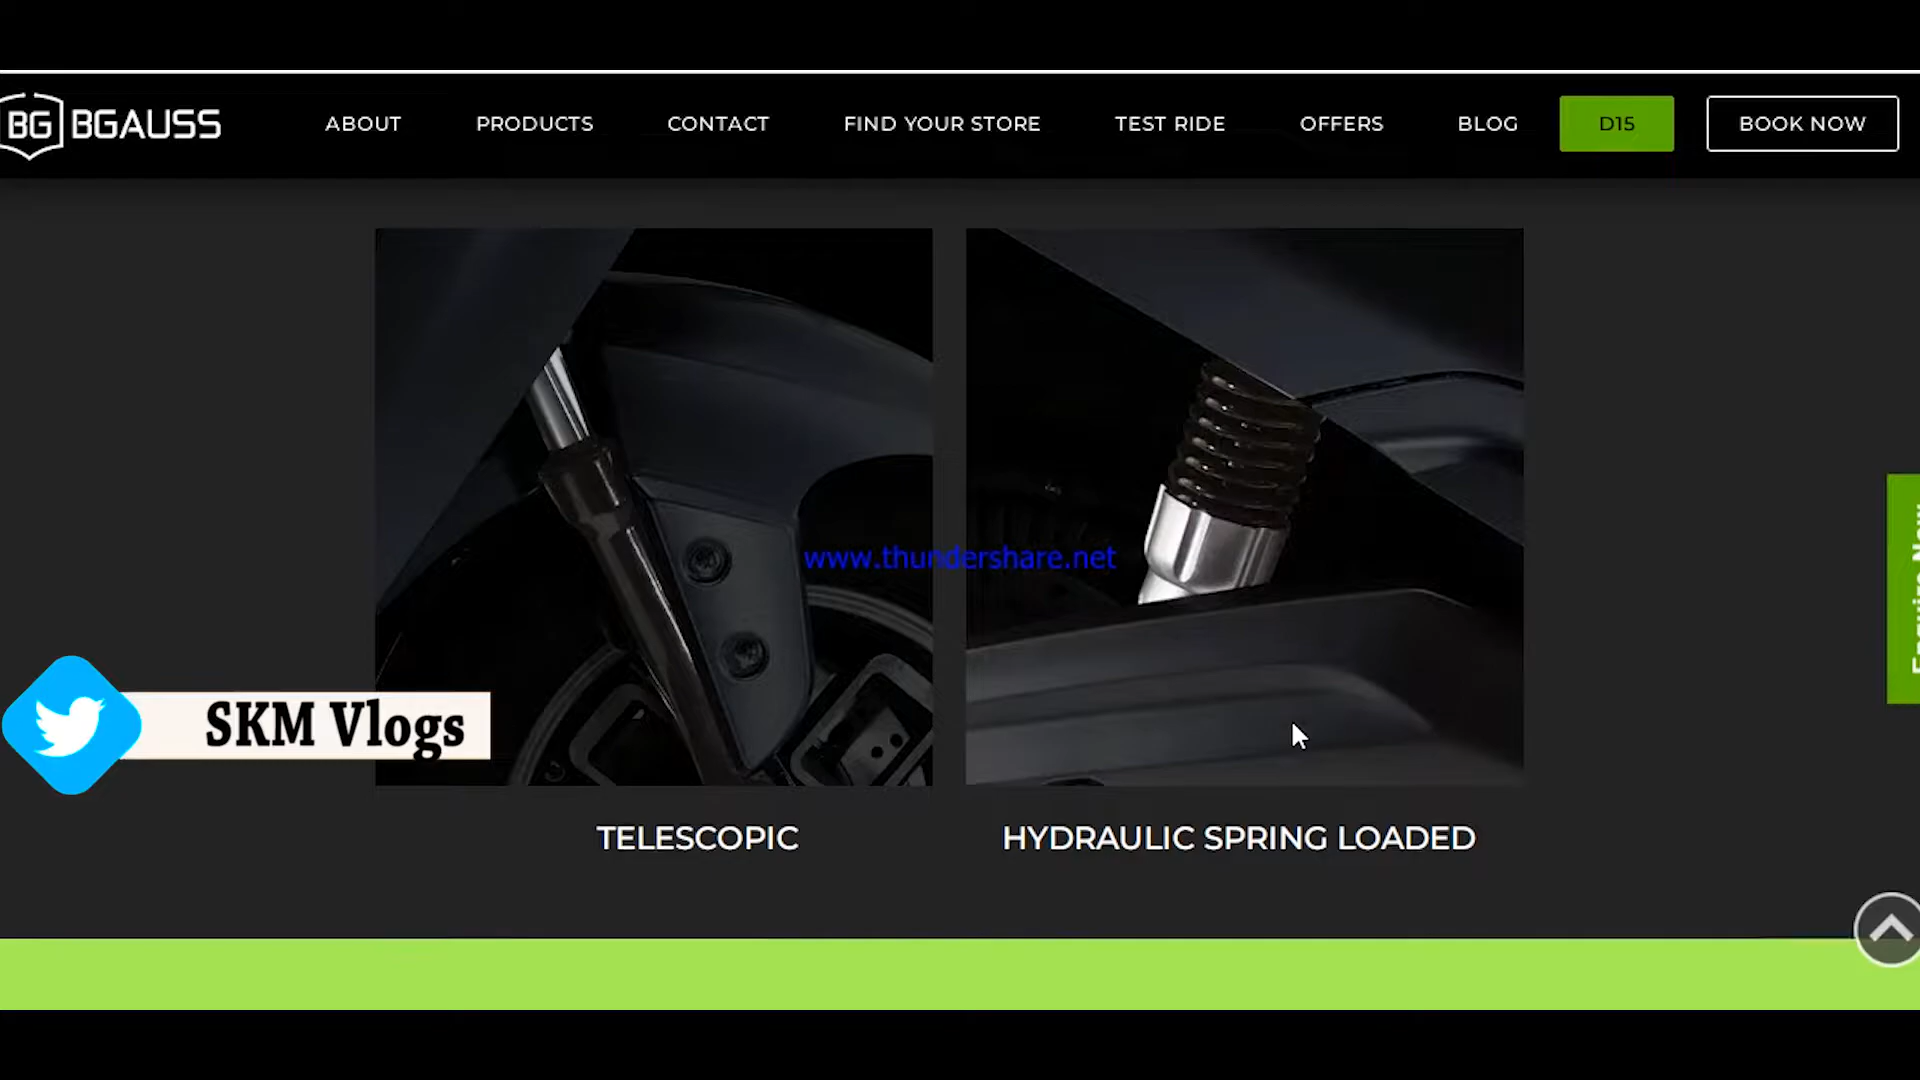 BG BGAUSS
ABOUT
PRODUCTS
CONTACT
FIND YOUR STORE
TEST RIDE
OFFERS
BLOG
D15
BOOK NOW
www.thundershare.net
SKM Vlogs
TELESCOPIC
HYDRAULIC SPRING LOADED